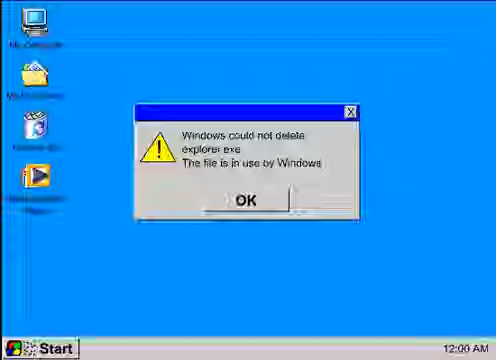 My Computer
X
Windows could not delete
explorer.exe
The file is in use by Windows
OK
Start
12:00 AM